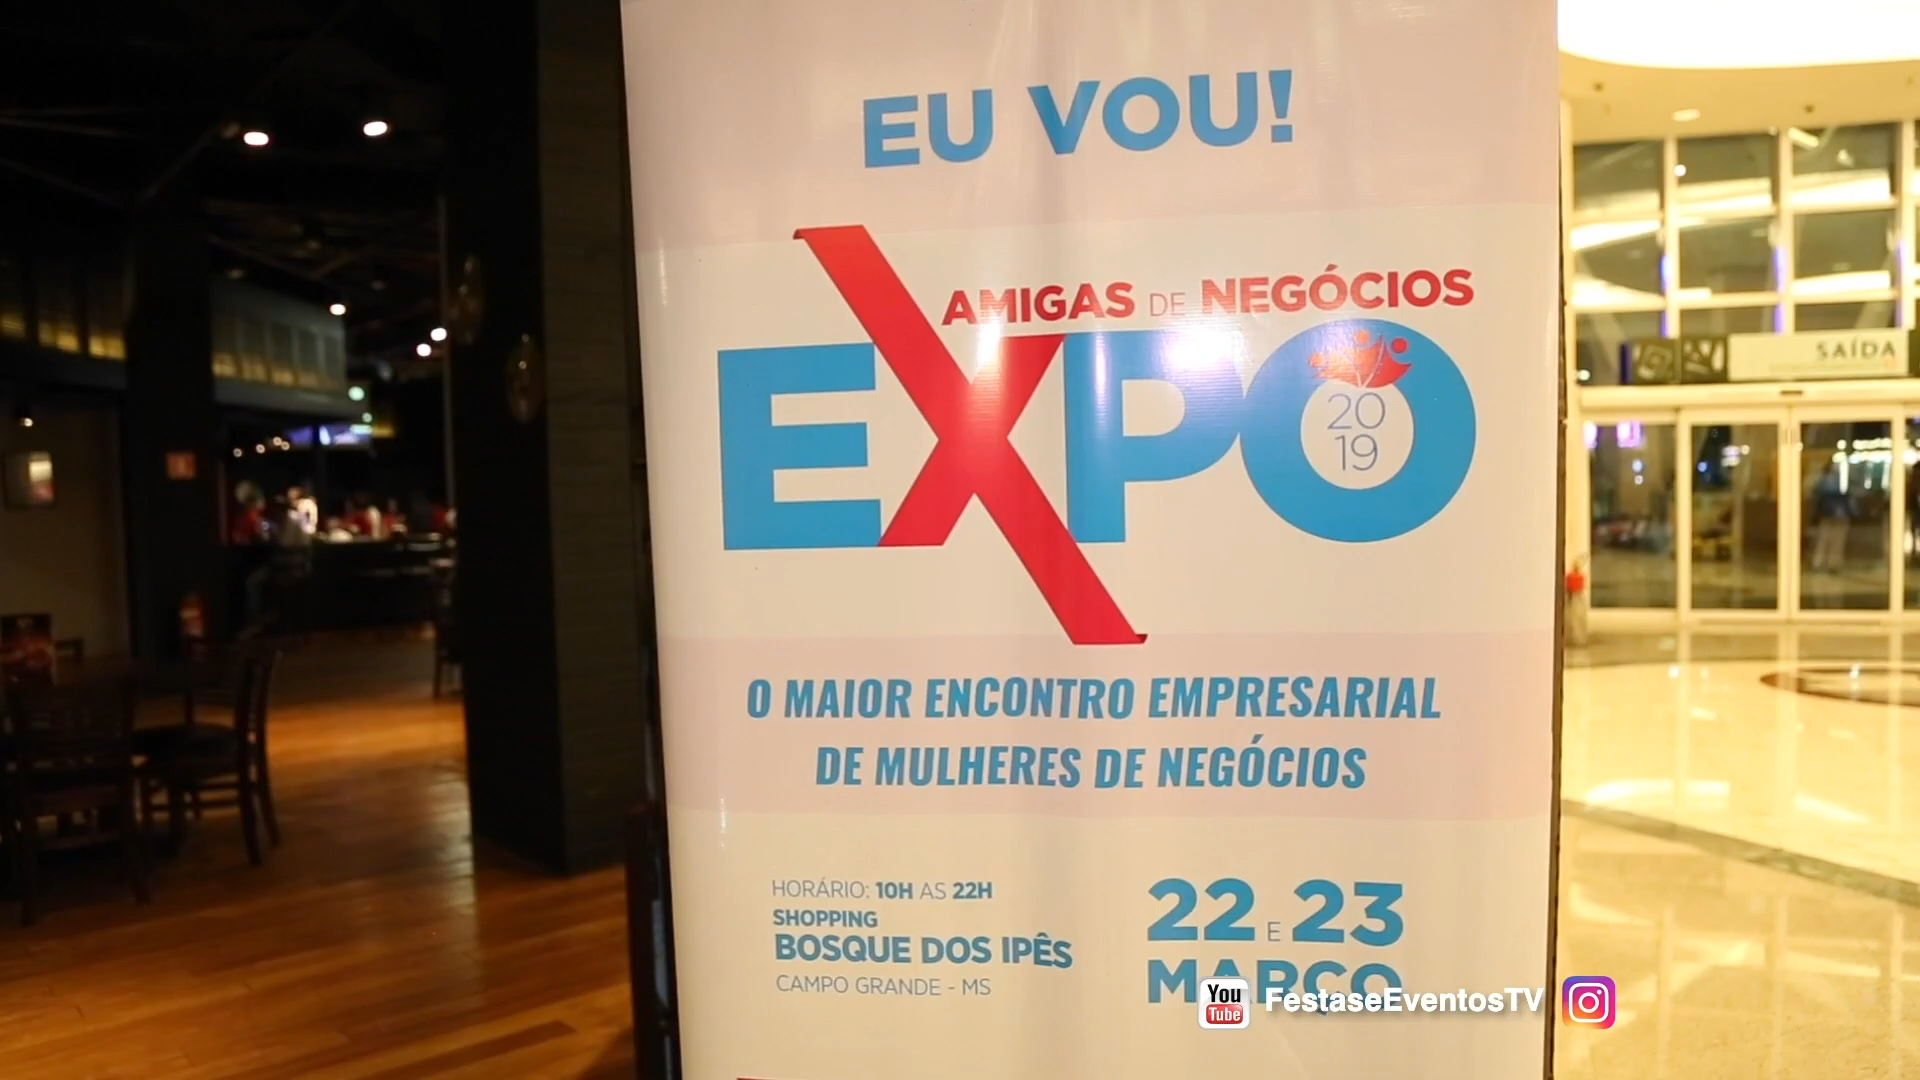 EU VOU!
AMIGAS DE NEGÓCIOS
EXPO
20
19
O MAIOR ENCONTRO EMPRESARIAL
DE MULHERES DE NEGÓCIOS
HORÁRIO: 10H AS 22H
SHOPPING
BOSQUE DOS IPÊS
CAMPO GRANDE - MS
22 E 23
MARÇO
You
Tube
FestaseEventosTV
SAÍDA